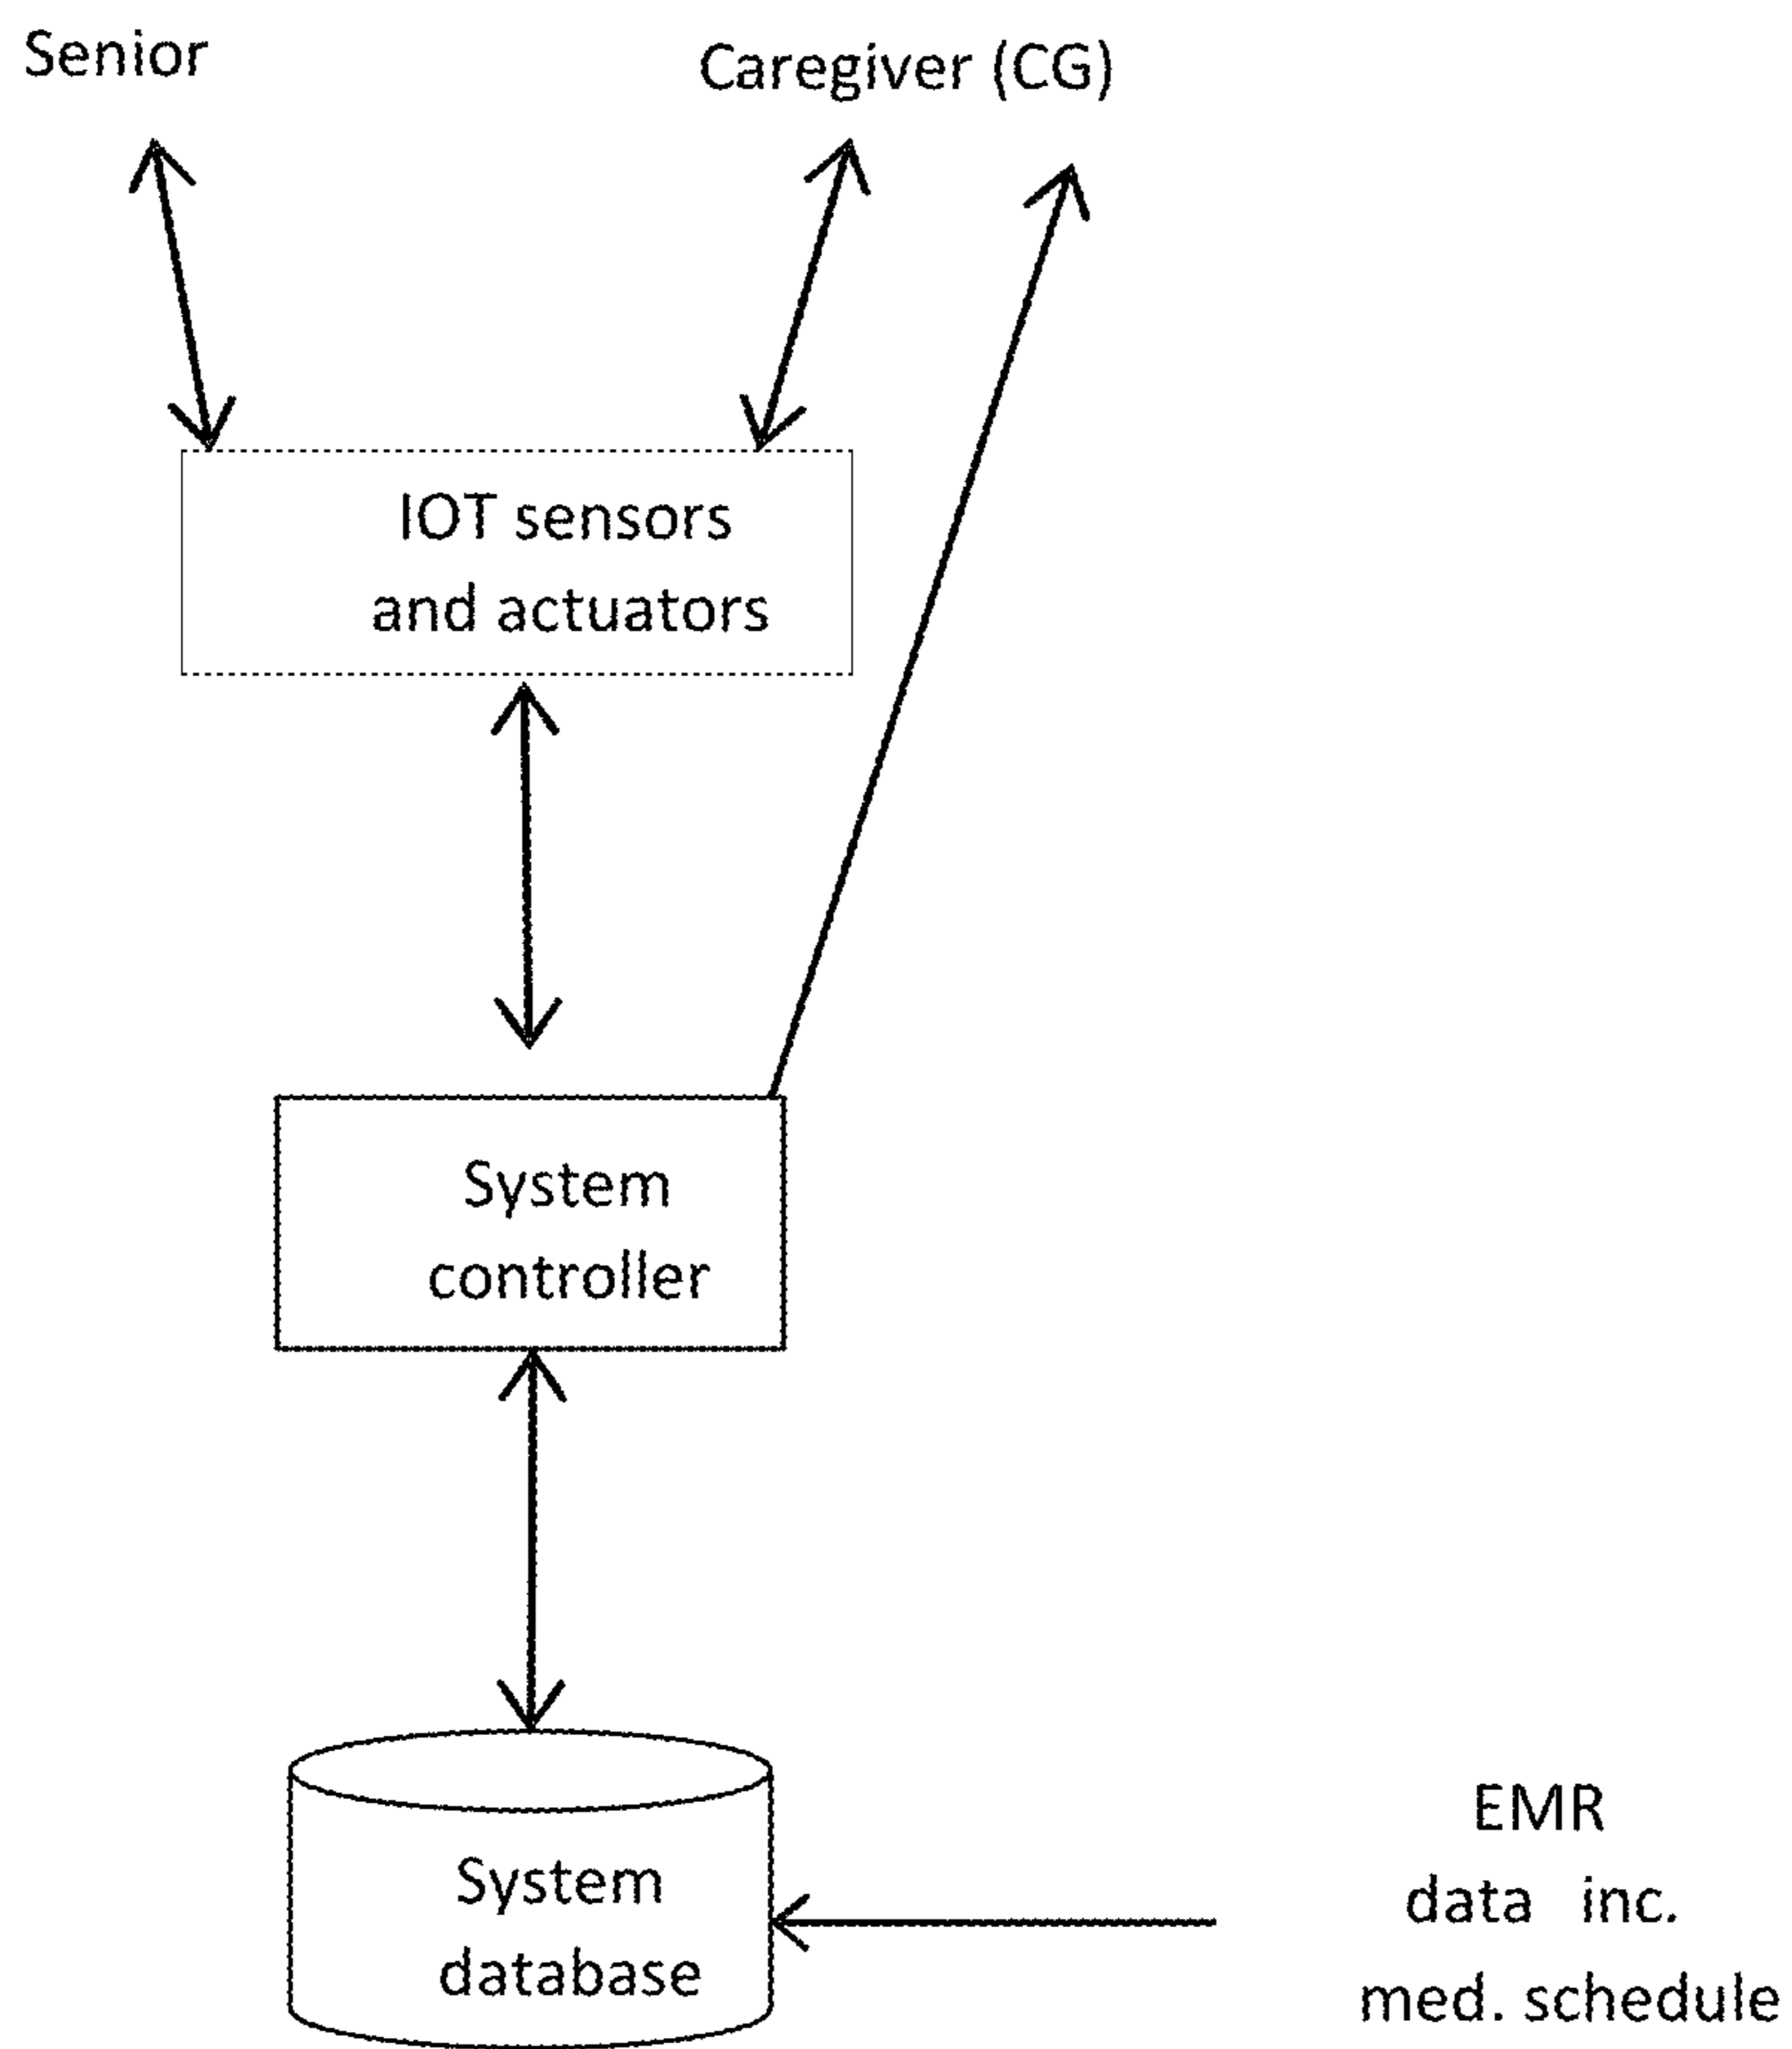 Senior
Caregiver (CG)
IOT sensors
and actuators
System
controller
System
database
EMR
data inc.
med. schedule